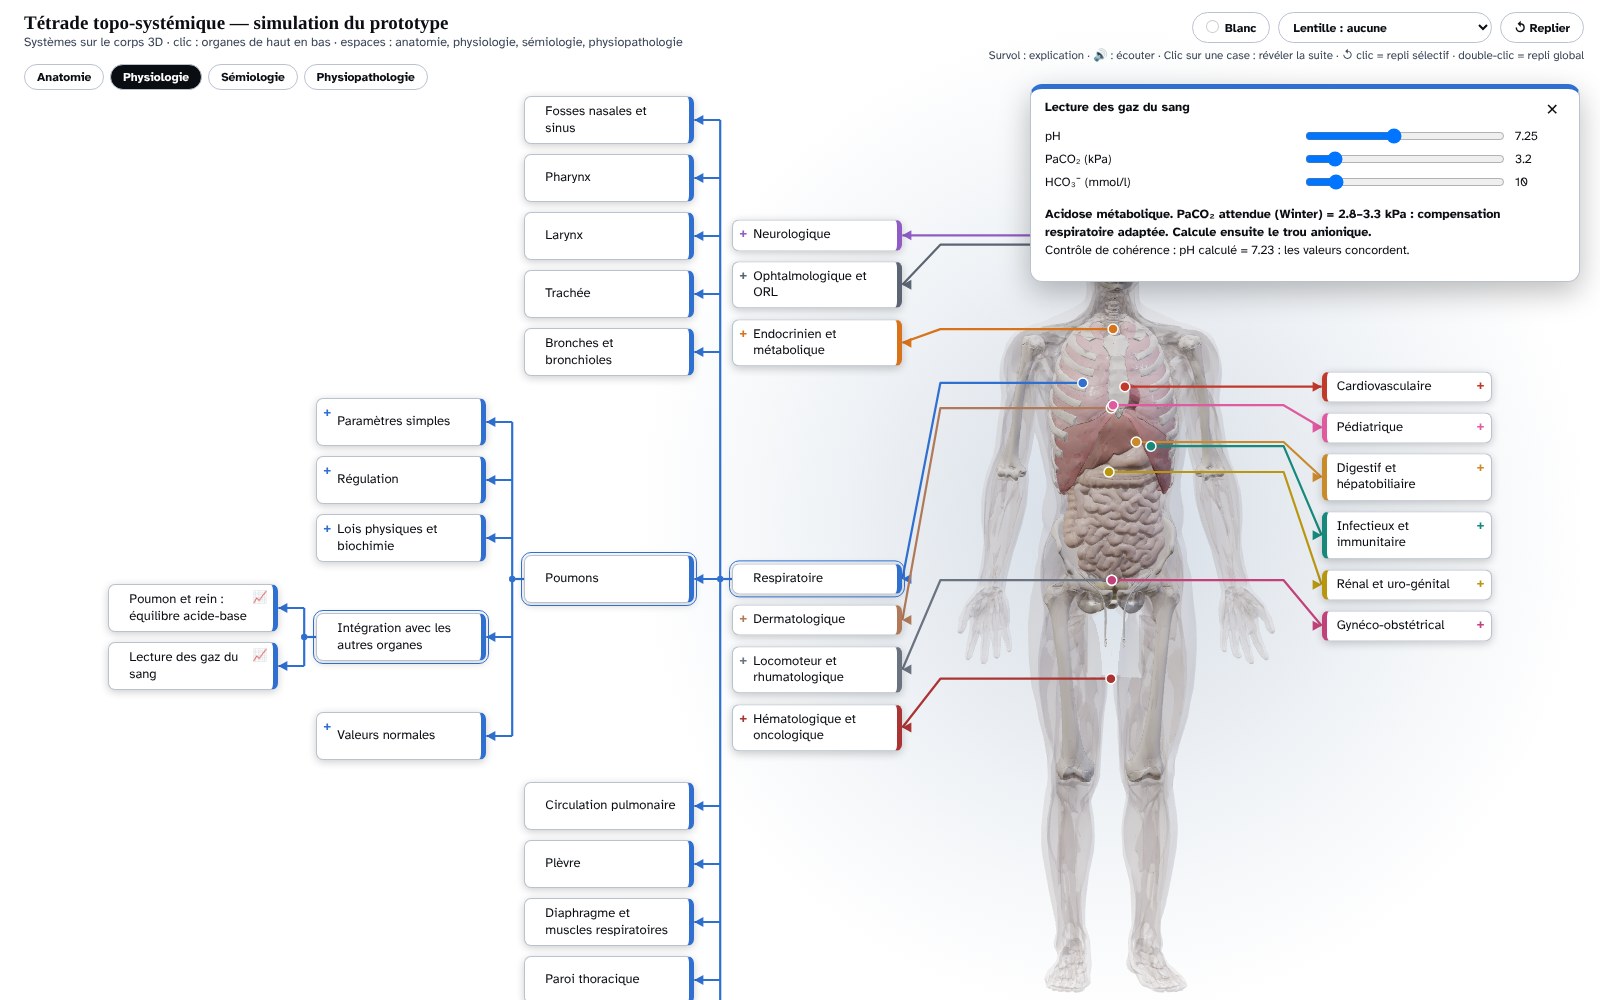 Tétrade topo-systémique — simulation du prototype
Systèmes sur le corps 3D · clic : organes de haut en bas · espaces : anatomie, physiologie, sémiologie, physiopathologie
Blanc
Lentille : aucune
↺ Replier
Survol : explication · 🔊 : écouter · Clic sur une case : révéler la suite · ↺ clic = repli sélectif · double-clic = repli global
Anatomie
Physiologie
Sémiologie
Physiopathologie
Lecture des gaz du sang
✕
pH
7.25
PaCO₂ (kPa)
3.2
HCO₃⁻ (mmol/l)
10
Acidose métabolique. PaCO₂ attendue (Winter) = 2.8–3.3 kPa : compensation
respiratoire adaptée. Calcule ensuite le trou anionique.
Contrôle de cohérence : pH calculé = 7.23 : les valeurs concordent.
Fosses nasales et
sinus
Pharynx
Larynx
Trachée
Bronches et
bronchioles
+ Neurologique
+ Ophtalmologique et
ORL
+ Endocrinien et
métabolique
Cardiovasculaire +
Pédiatrique +
Digestif et +
hépatobiliaire
Infectieux et +
immunitaire
Rénal et uro-génital +
Gynéco-obstétrical +
+ Paramètres simples
+ Régulation
+ Lois physiques et
biochimie
Poumons
Respiratoire
Poumon et rein :
équilibre acide-base
Lecture des gaz du
sang
Intégration avec les
autres organes
+ Valeurs normales
+ Dermatologique
+ Locomoteur et
rhumatologique
+ Hématologique et
oncologique
Circulation pulmonaire
Plèvre
Diaphragme et
muscles respiratoires
Paroi thoracique